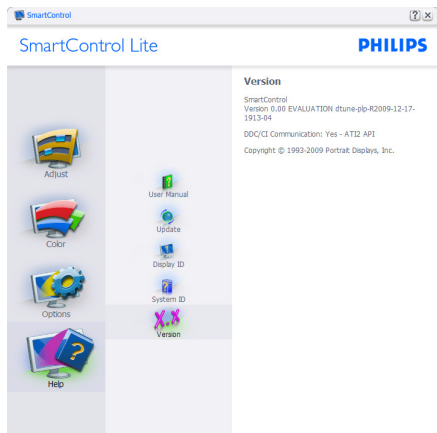 SmartControl
SmartControl Lite
PHILIPS
Adjust
Color
Options
Help
User Manual
Update
Display ID
System ID
X.X
Version
Version
SmartControl
Version 0.00 EVALUATION dtune-plp-R2009-12-17-
1913-04
DDC/CI Communication: Yes - ATI2 API
Copyright © 1993-2009 Portrait Displays, Inc.